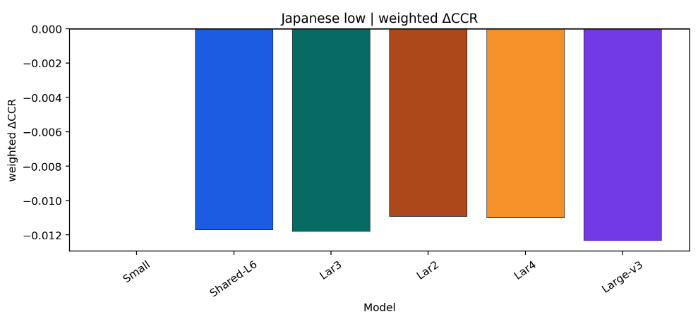 Japanese low | weighted ΔCCR
0.000
−0.002
−0.004
−0.006
−0.008
−0.010
−0.012
weighted ΔCCR
Small
Shared-L6
Lar3
Lar2
Lar4
Large-v3
Model